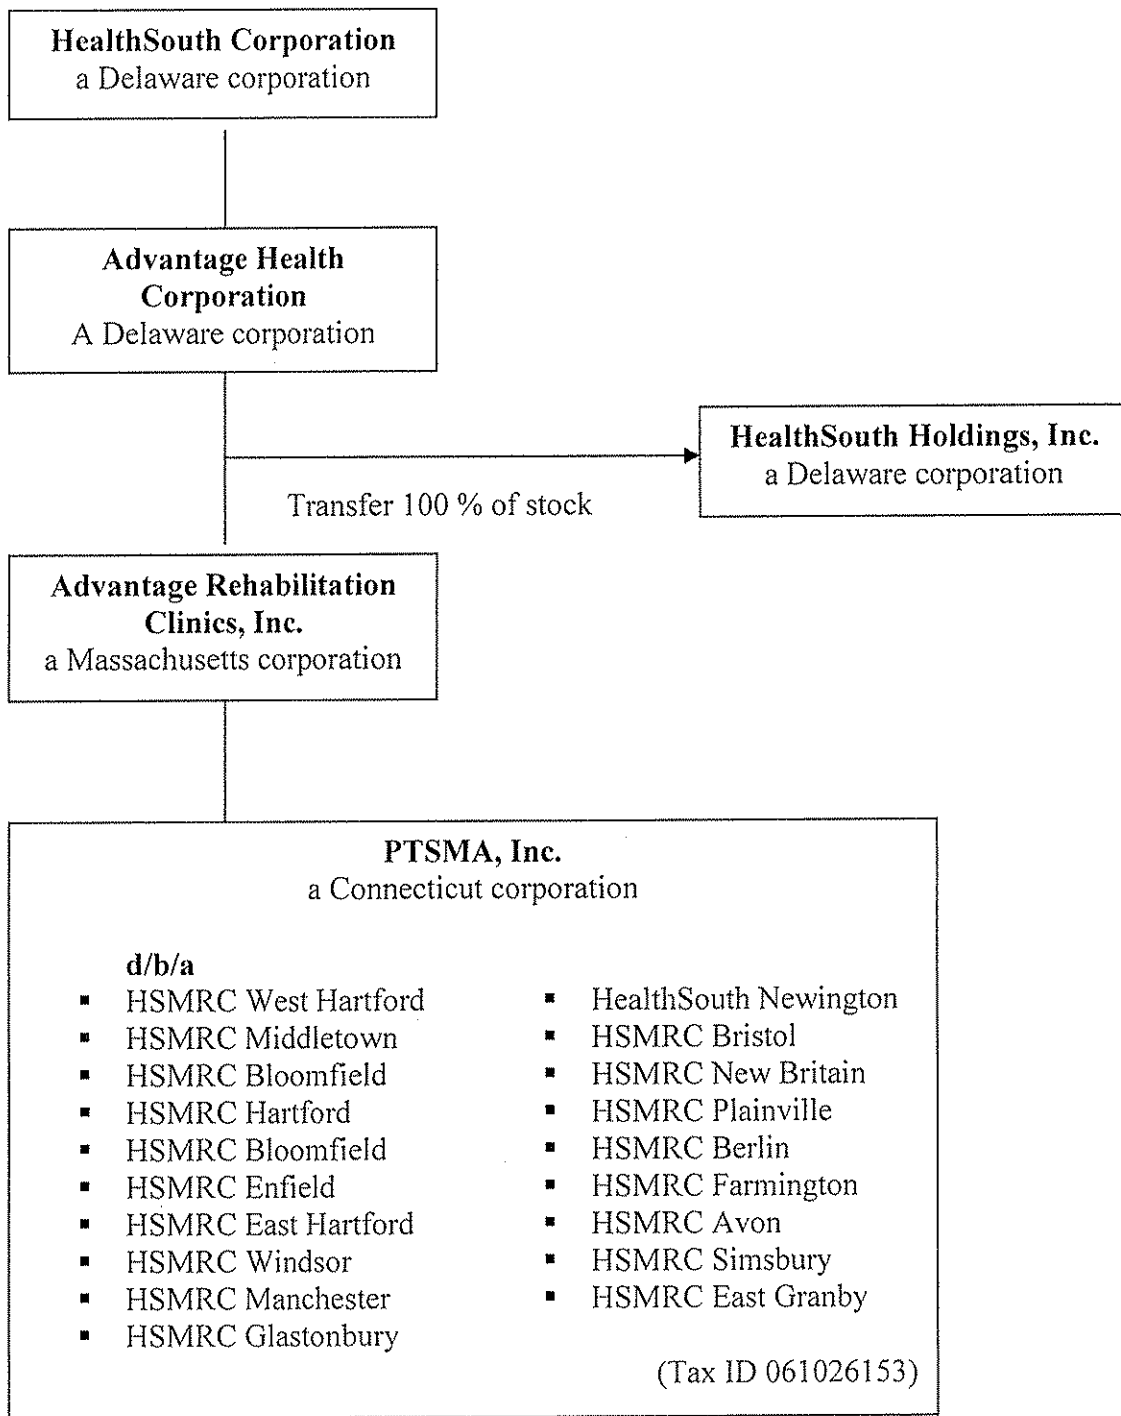 HealthSouth Corporation
a Delaware corporation
Advantage Health
Corporation
A Delaware corporation
HealthSouth Holdings, Inc.
a Delaware corporation
Transfer 100 % of stock
Advantage Rehabilitation
Clinics, Inc.
a Massachusetts corporation
PTSMA, Inc.
a Connecticut corporation
d/b/a
▪ HSMRC West Hartford
▪ HSMRC Middletown
▪ HSMRC Bloomfield
▪ HSMRC Hartford
▪ HSMRC Bloomfield
▪ HSMRC Enfield
▪ HSMRC East Hartford
▪ HSMRC Windsor
▪ HSMRC Manchester
▪ HSMRC Glastonbury
▪ HealthSouth Newington
▪ HSMRC Bristol
▪ HSMRC New Britain
▪ HSMRC Plainville
▪ HSMRC Berlin
▪ HSMRC Farmington
▪ HSMRC Avon
▪ HSMRC Simsbury
▪ HSMRC East Granby
(Tax ID 061026153)